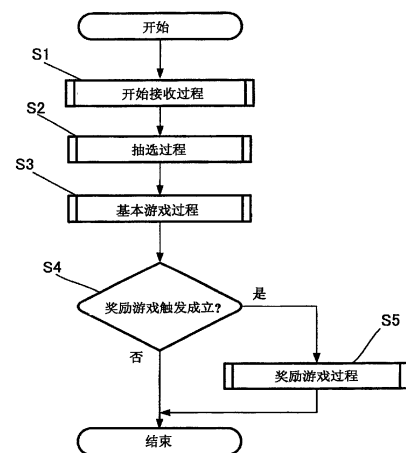 开始
S1
开始接收过程
S2
抽选过程
S3
基本游戏过程
S4
奖励游戏触发成立?
是
否
S5
奖励游戏过程
结束